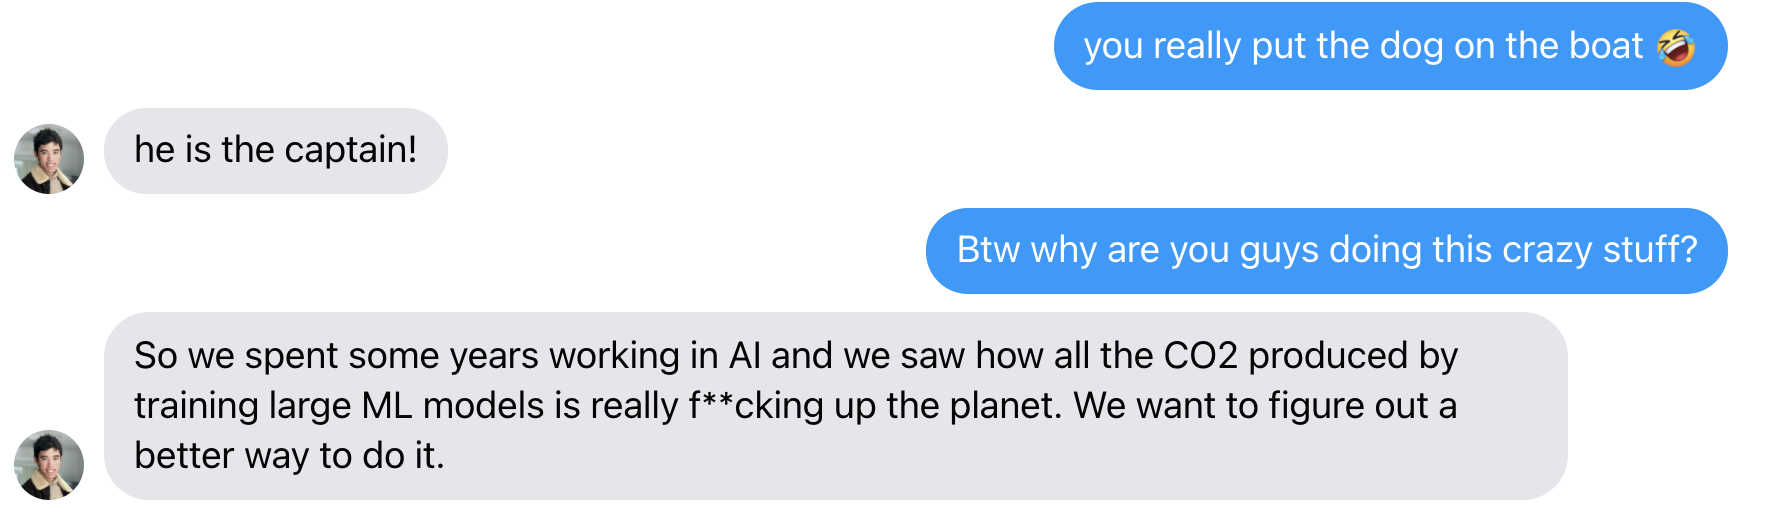 you really put the dog on the boat 🤣
he is the captain!
Btw why are you guys doing this crazy stuff?
So we spent some years working in AI and we saw how all the CO2 produced by
training large ML models is really f**cking up the planet. We want to figure out a
better way to do it.